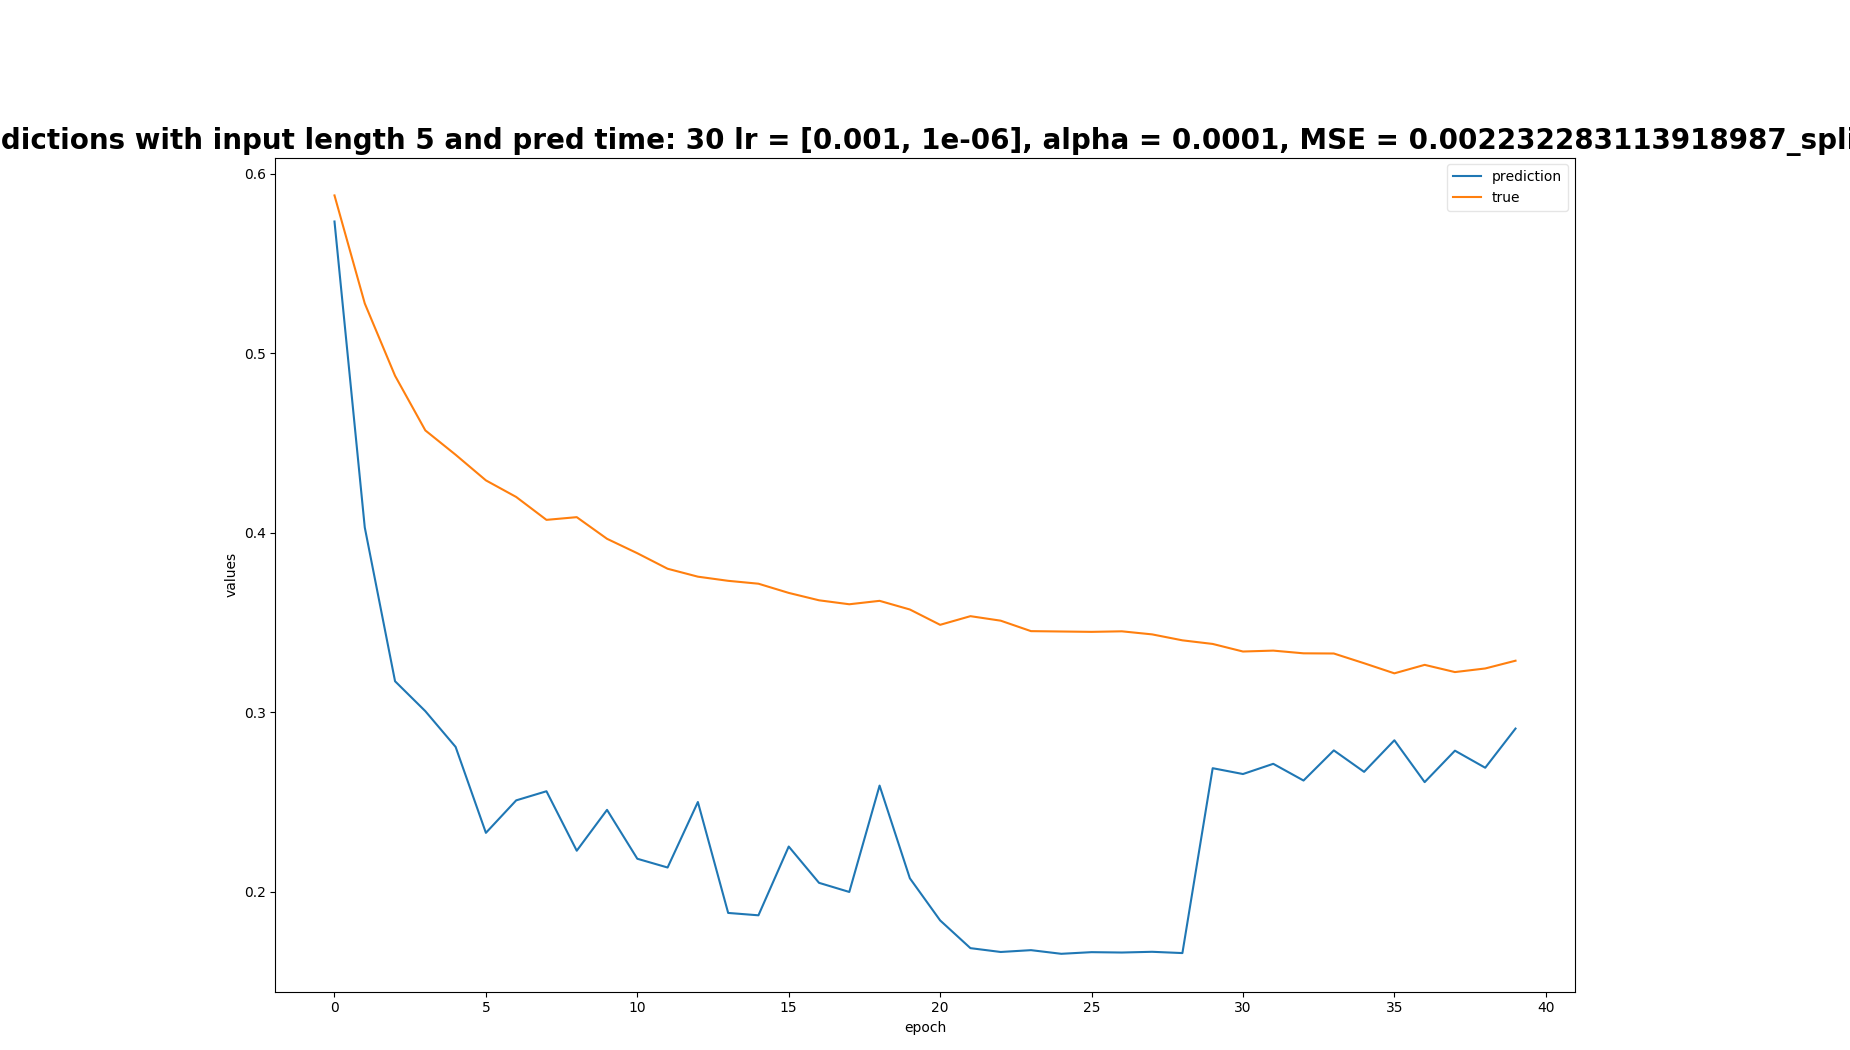 dictions with input length 5 and pred time: 30 lr = [0.001, 1e-06], alpha = 0.0001, MSE = 0.002232283113918987_spli
prediction
true
0.6
0.5
0.4
0.3
0.2
values
0
5
10
15
20
25
30
35
40
epoch